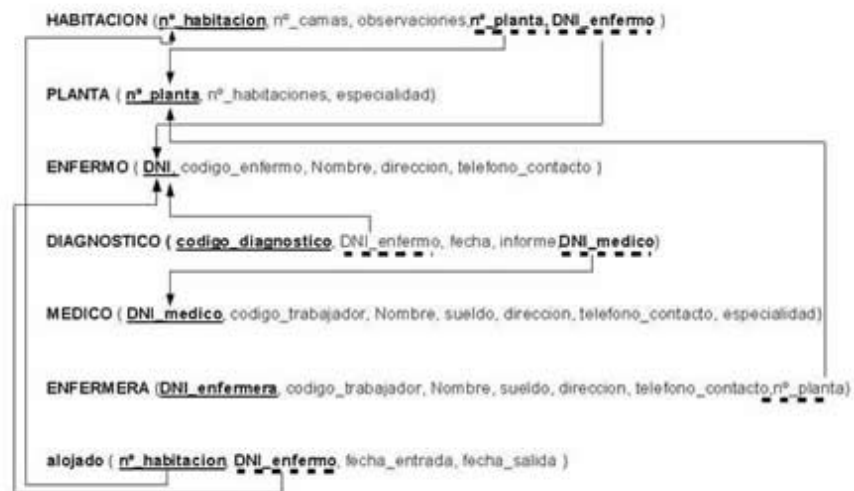 HABITACION (nº_habitacion, nº_camas, observaciones,nº_planta, DNI_enfermo )
PLANTA ( nº_planta, nº_habitaciones, especialidad)
ENFERMO ( DNI, codigo_enfermo, Nombre, direccion, telefono_contacto )
DIAGNOSTICO ( codigo_diagnostico, DNI_enfermo, fecha, informe,DNI_medico)
MEDICO ( DNI_medico, codigo_trabajador, Nombre, sueldo, direccion, telefono_contacto, especialidad)
ENFERMERA (DNI_enfermera, codigo_trabajador, Nombre, sueldo, direccion, telefono_contacto,nº_planta)
alojado ( nº_habitacion, DNI_enfermo, fecha_entrada, fecha_salida )